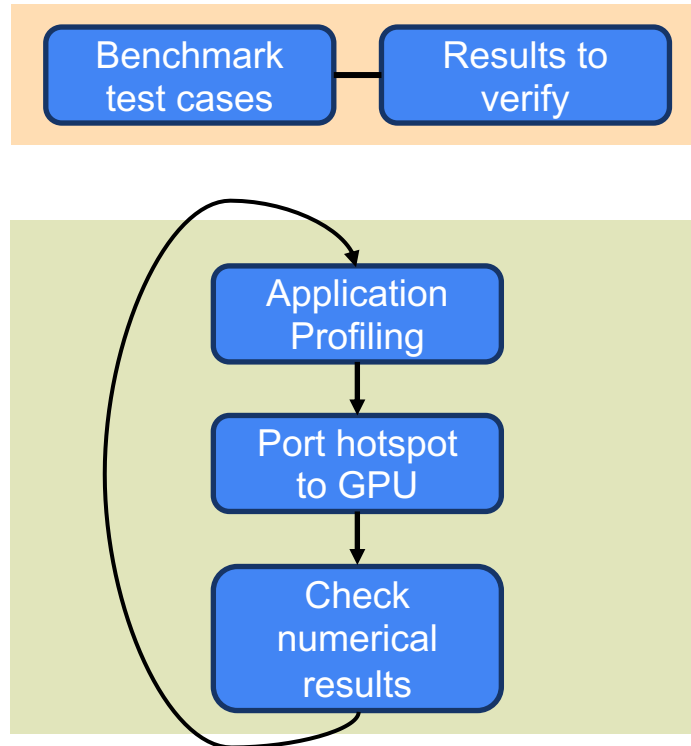 Benchmark
test cases
Results to
verify
Application
Profiling
Port hotspot
to GPU
Check
numerical
results